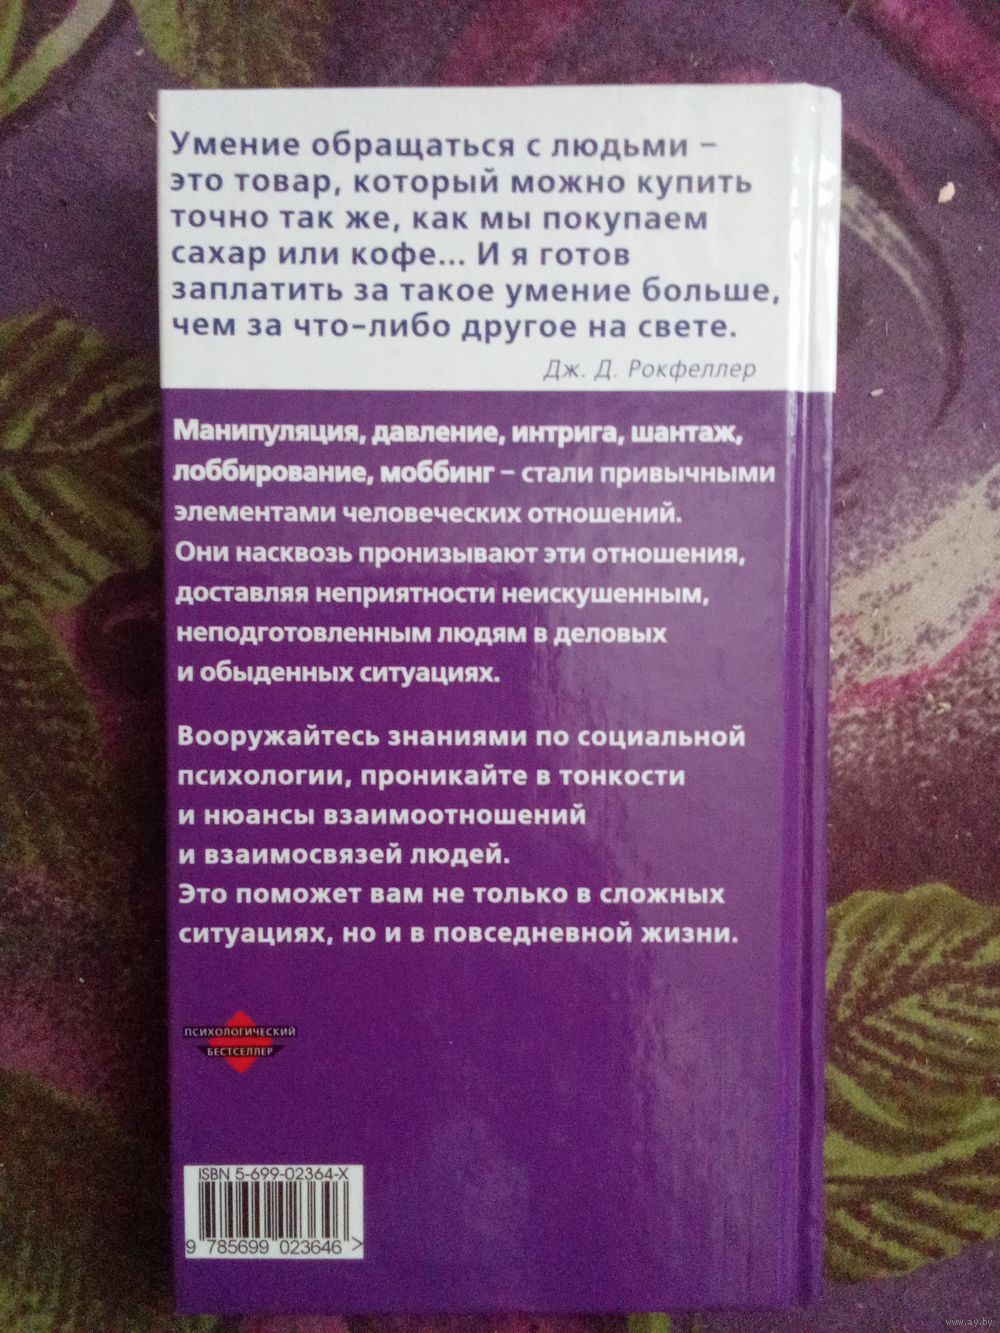 Умение обращаться с людьми –
это товар, который можно купить
точно так же, как мы покупаем
сахар или кофе... И я готов
заплатить за такое умение больше,
чем за что-либо другое на свете.
Дж. Д. Рокфеллер
Манипуляция, давление, интрига, шантаж,
лоббирование, моббинг – стали привычными
элементами человеческих отношений.
Они насквозь пронизывают эти отношения,
доставляя неприятности неискушенным,
неподготовленным людям в деловых
и обыденных ситуациях.
Вооружайтесь знаниями по социальной
психологии, проникайте в тонкости
и нюансы взаимоотношений
и взаимосвязей людей.
Это поможет вам не только в сложных
ситуациях, но и в повседневной жизни.
ПСИХОЛОГИЧЕСКИЙ
БЕСТСЕЛЛЕР
ISBN 5-699-02364-X
9 785699 023646 >
www.ay.by